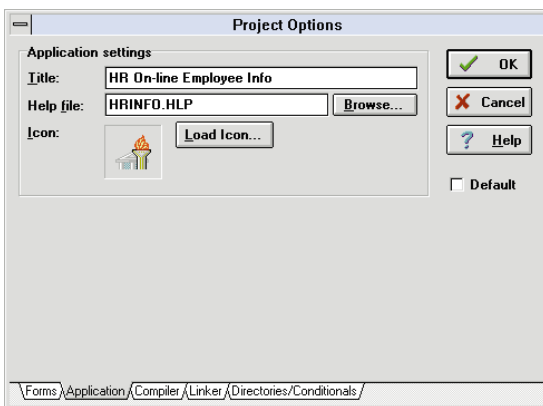 Project Options
Application settings
Title: HR On-line Employee Info
Help file: HRINFO.HLP Browse...
Icon: Load Icon...
OK
Cancel
Help
Default
Forms Application Compiler Linker Directories/Conditionals